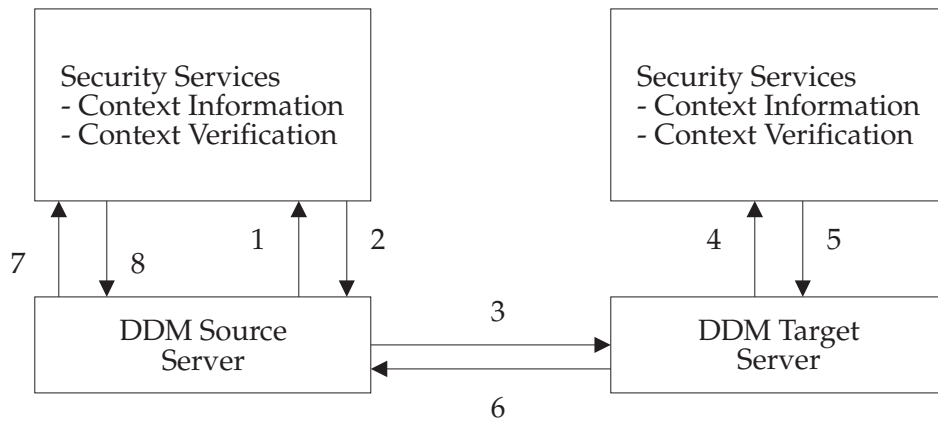 Security Services
- Context Information
- Context Verification
Security Services
- Context Information
- Context Verification
7
8
1
2
4
5
DDM Source
Server
3
DDM Target
Server
6